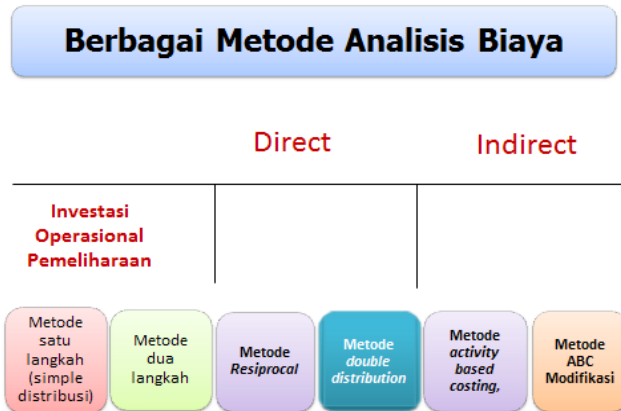 Berbagai Metode Analisis Biaya
Direct
Indirect
Investasi
Operasional
Pemeliharaan
Metode
satu
langkah
(simple
distribusi)
Metode
dua
langkah
Metode
Resiprocal
Metode
double
distribution
Metode
activity
based
costing,
Metode
ABC
Modifikasi